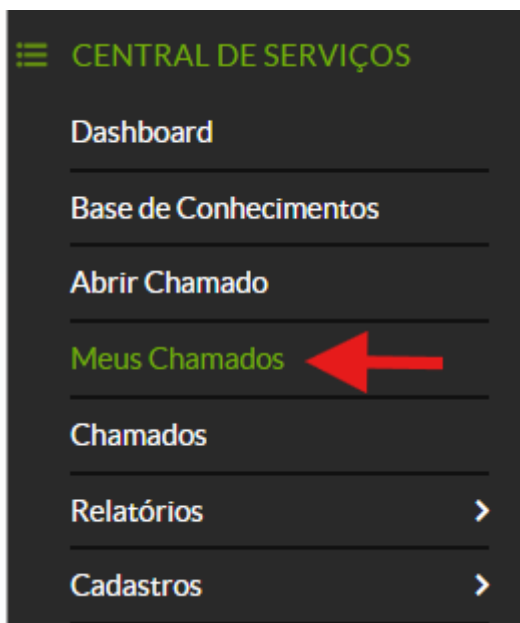 CENTRAL DE SERVIÇOS
Dashboard
Base de Conhecimentos
Abrir Chamado
Meus Chamados
Chamados
Relatórios
Cadastros